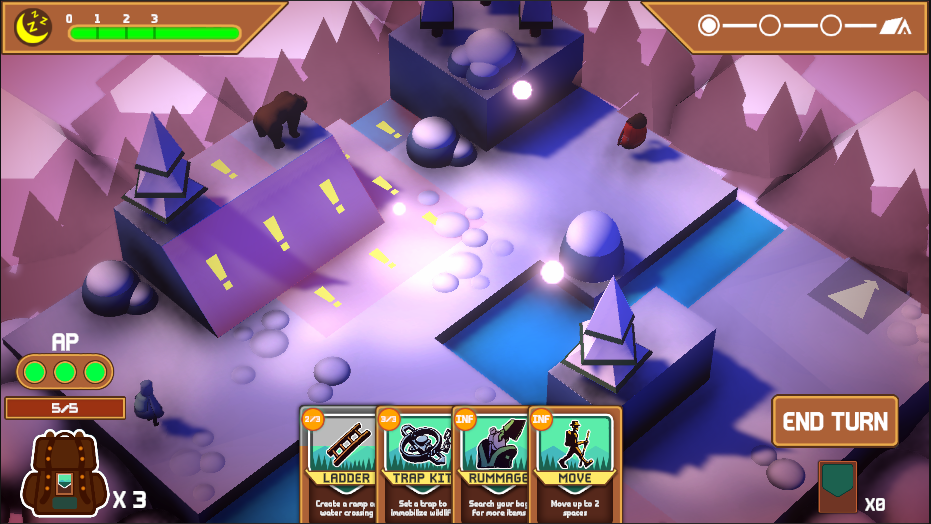 z z z
0 1 2 3
AP
5/5
X 3
2/3
LADDER
Create a ramp o
water crossing
3/3
TRAP KIT
Set a trap to
immobilize wildlif
INF
RUMMAGE
Search your ba
for more items
INF
MOVE
Move up to 2
spaces
END TURN
X0